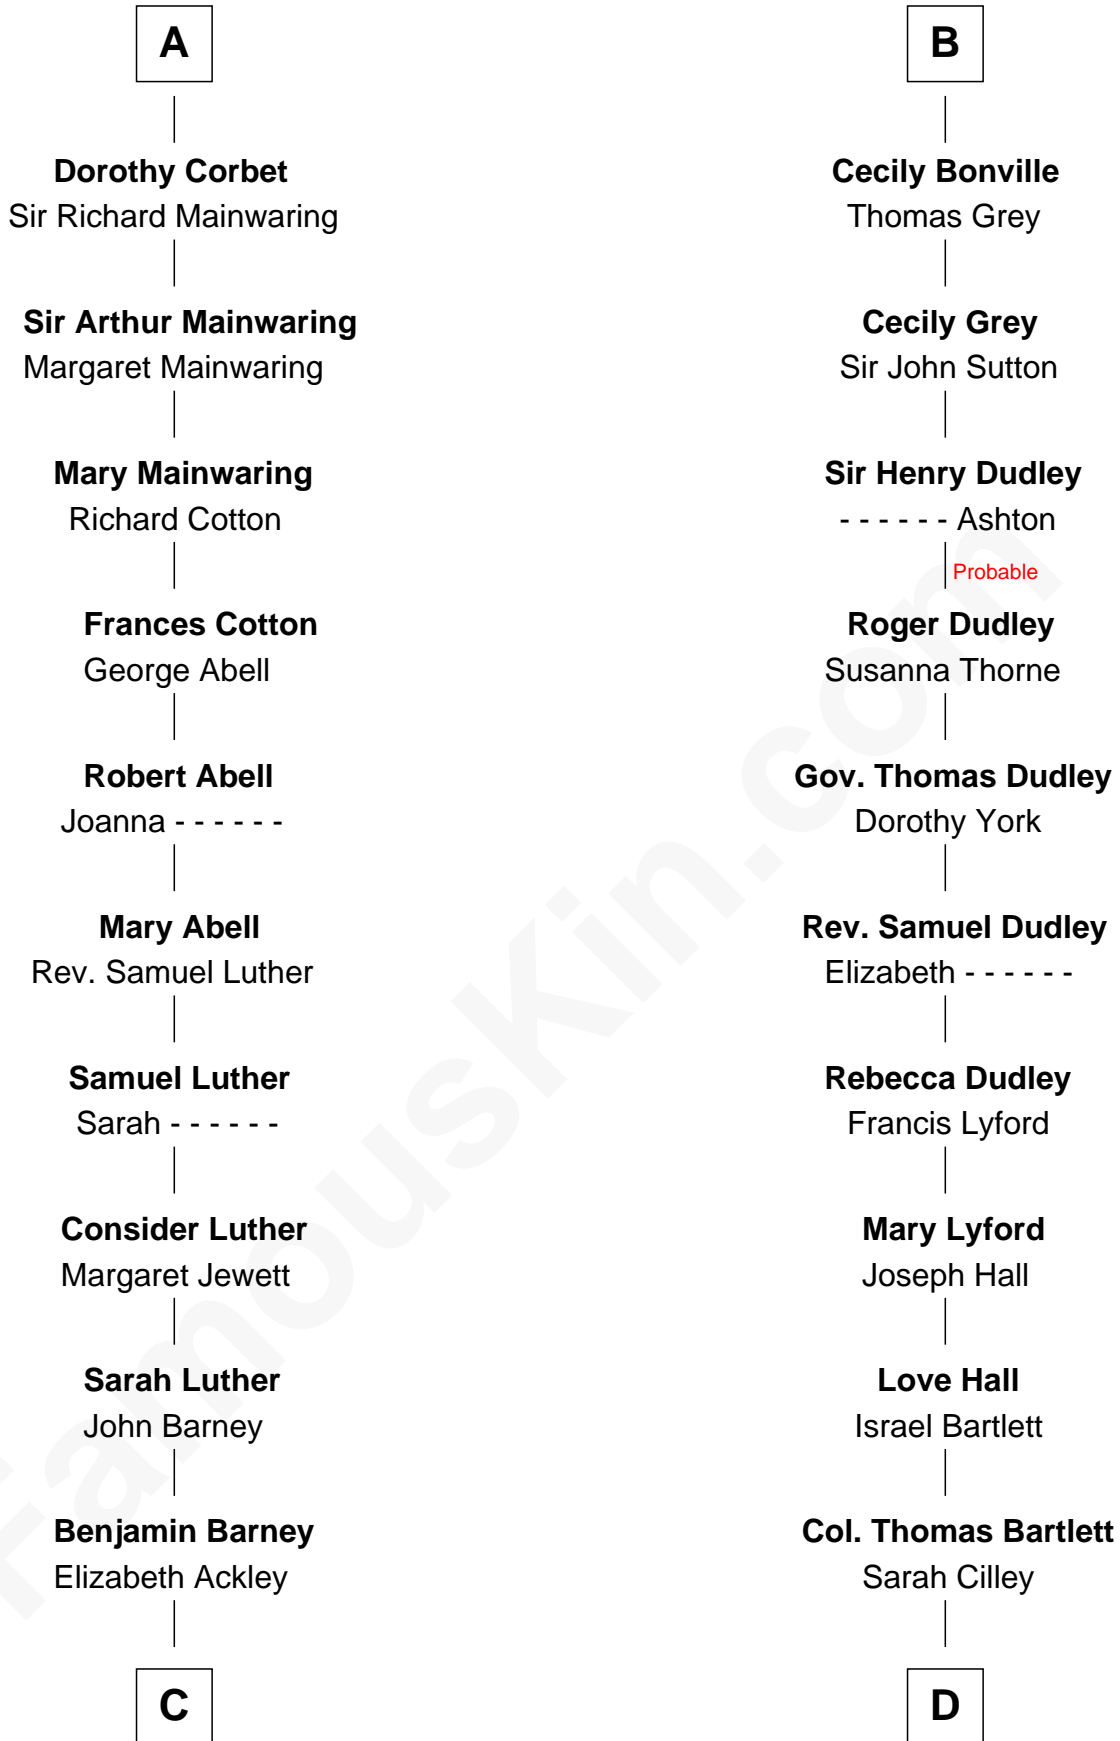 A
Dorothy Corbet
Sir Richard Mainwaring
Sir Arthur Mainwaring
Margaret Mainwaring
Mary Mainwaring
Richard Cotton
Frances Cotton
George Abell
Robert Abell
Joanna - - - - - -
Mary Abell
Rev. Samuel Luther
Samuel Luther
Sarah - - - - - -
Consider Luther
Margaret Jewett
Sarah Luther
John Barney
Benjamin Barney
Elizabeth Ackley
C
B
Cecily Bonville
Thomas Grey
Cecily Grey
Sir John Sutton
Sir Henry Dudley
- - - - - - Ashton
Probable
Roger Dudley
Susanna Thorne
Gov. Thomas Dudley
Dorothy York
Rev. Samuel Dudley
Elizabeth - - - - - -
Rebecca Dudley
Francis Lyford
Mary Lyford
Joseph Hall
Love Hall
Israel Bartlett
Col. Thomas Bartlett
Sarah Cilley
D
FamousKin.com